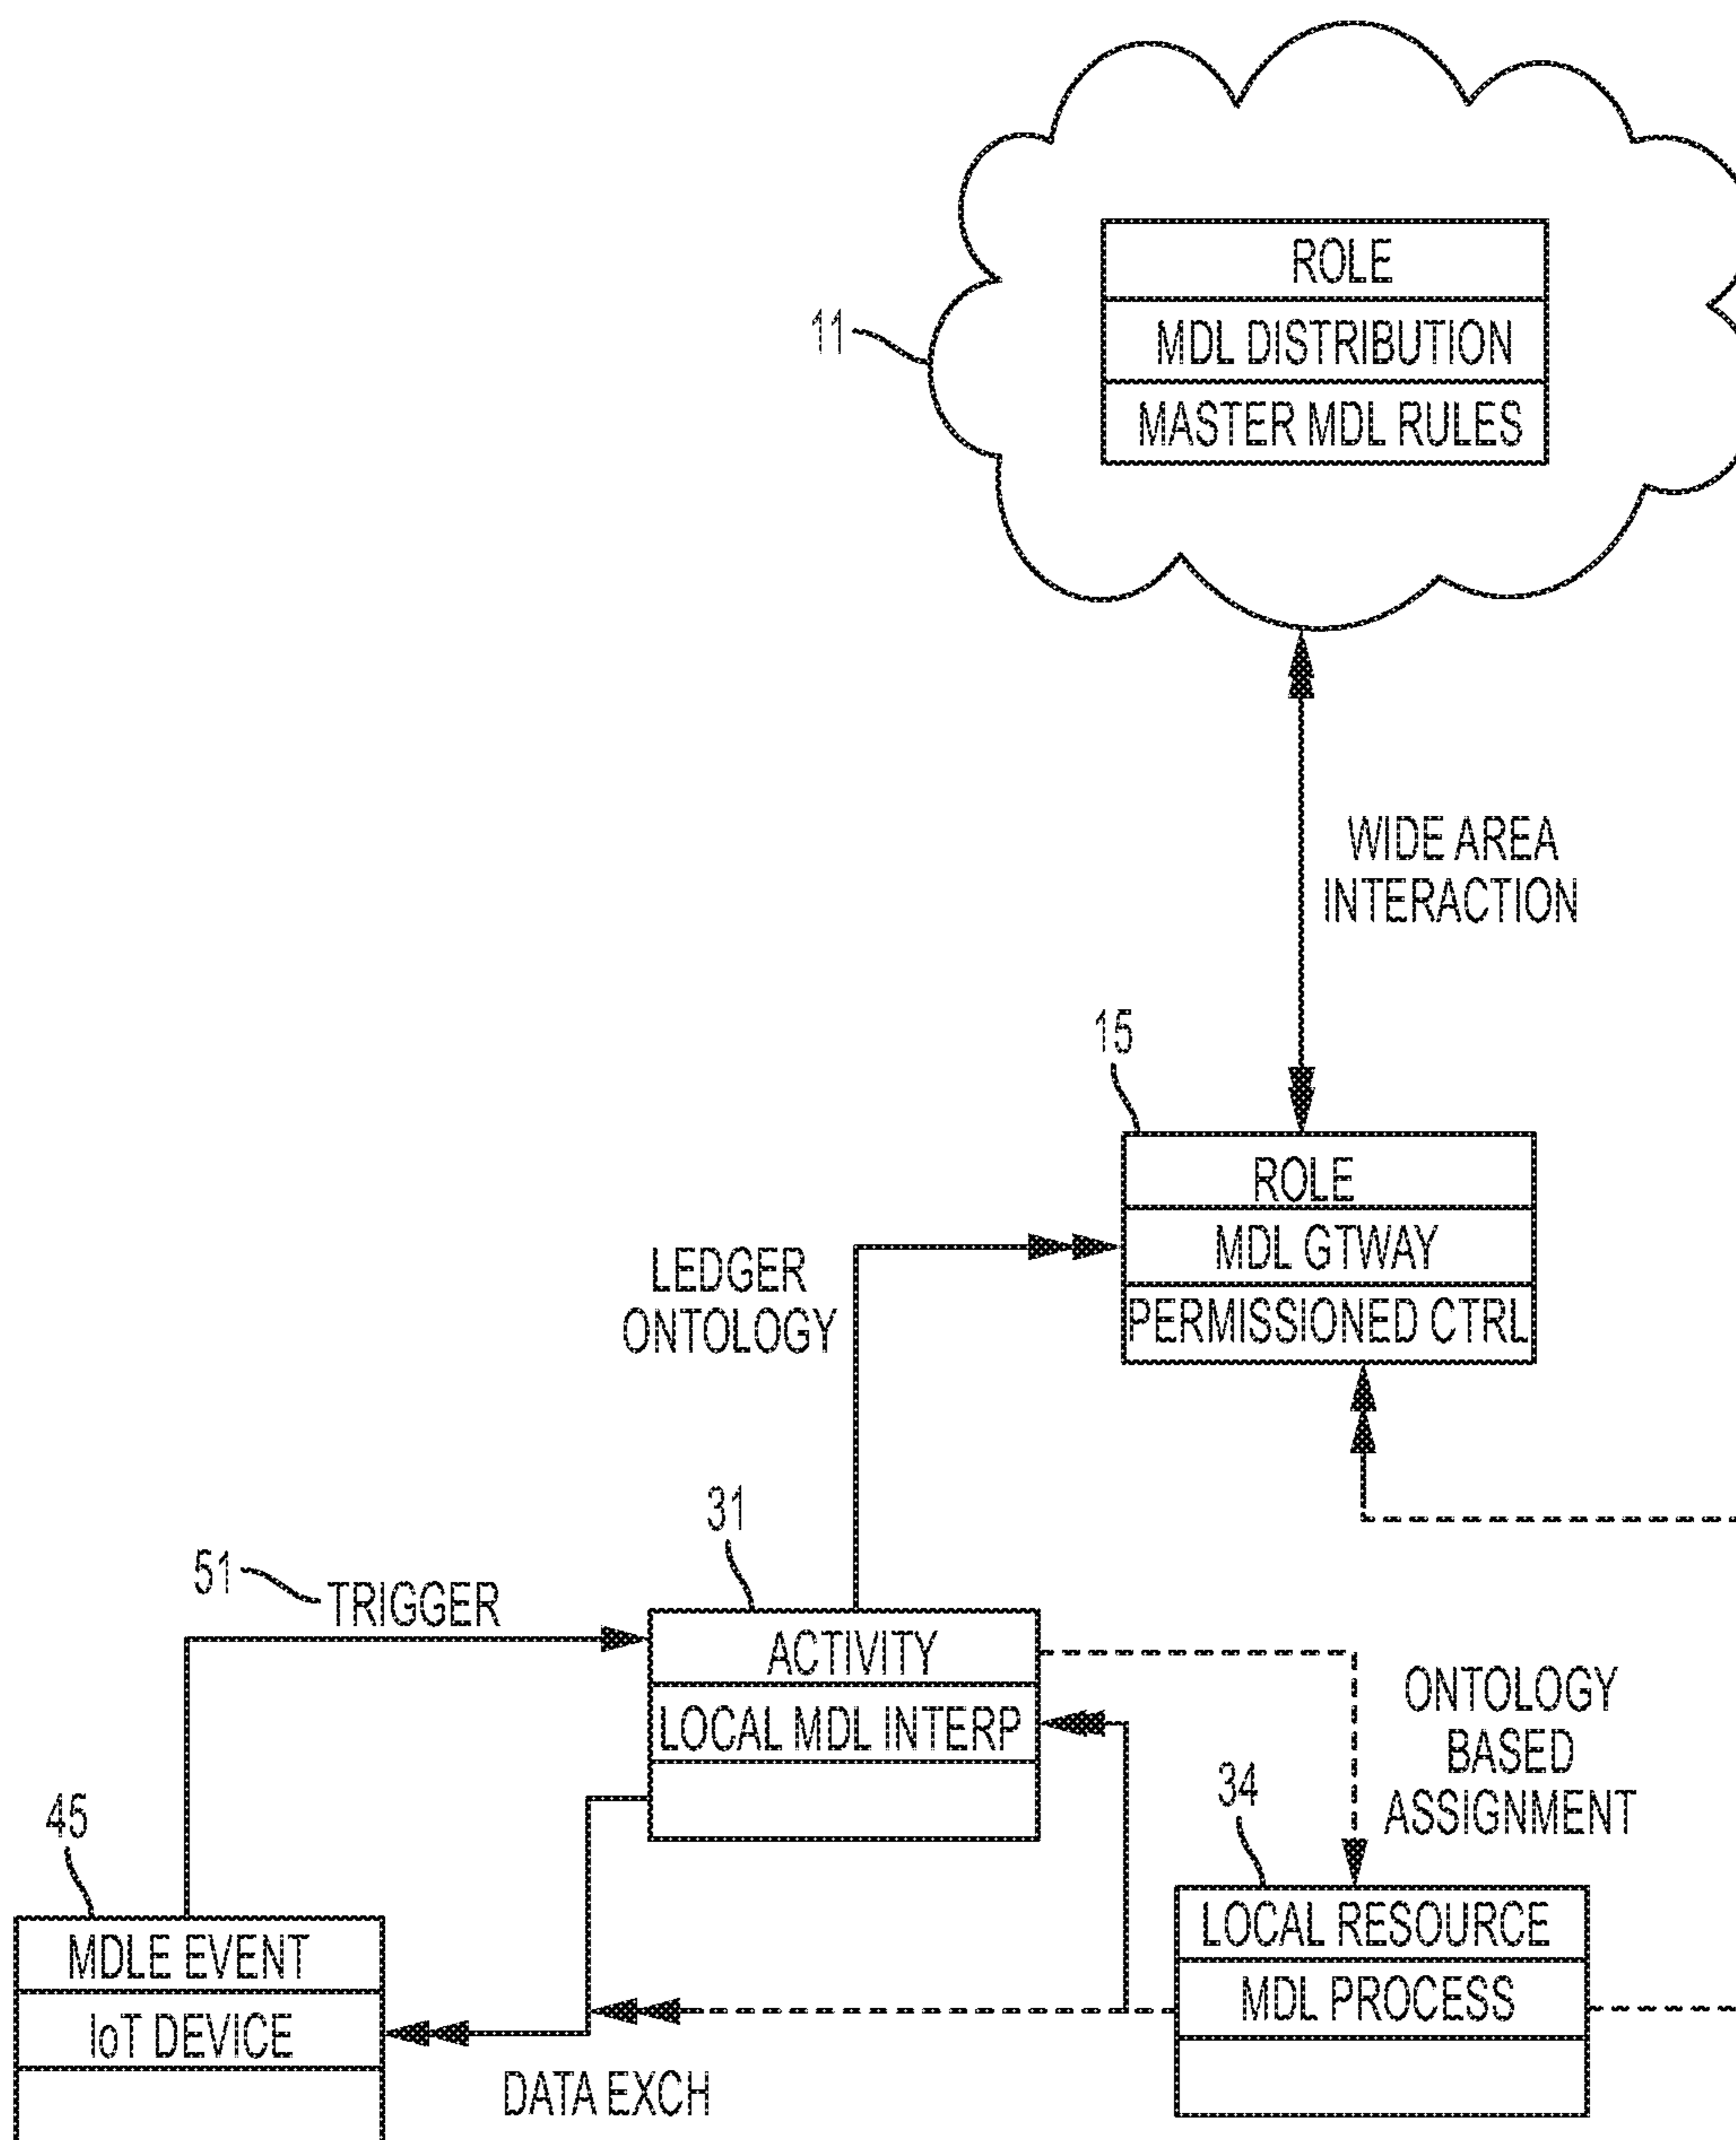 ROLE
MDL DISTRIBUTION
MASTER MDL RULES
11
WIDE AREA
INTERACTION
15
ROLE
MDL GTWAY
PERMISSIONED CTRL
LEDGER
ONTOLOGY
31
51
TRIGGER
ACTIVITY
LOCAL MDL INTERP
ONTOLOGY
BASED
ASSIGNMENT
34
45
LOCAL RESOURCE
MDL PROCESS
MDLE EVENT
IoT DEVICE
DATA EXCH